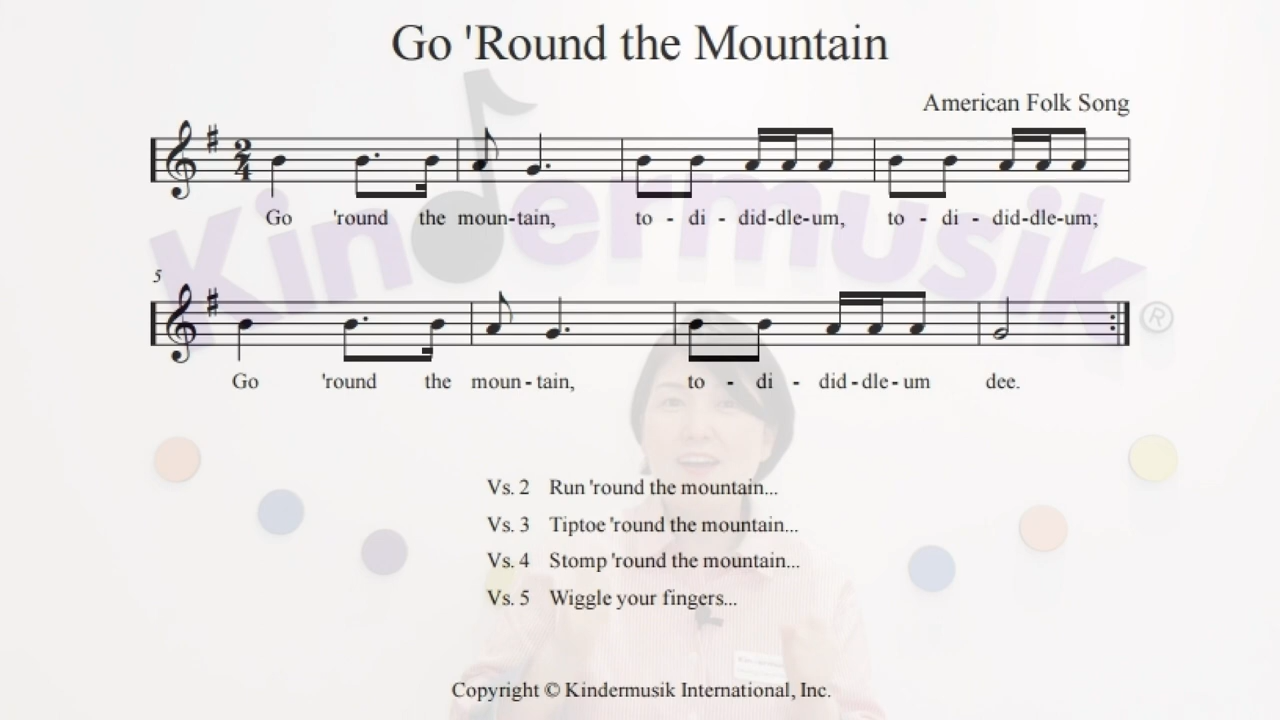 Go 'Round the Mountain
American Folk Song
2
4
Go 'round the moun-tain, to - di - did-dle-um, to - di - did-dle-um;
5
Kindermusik ®
Go 'round the moun - tain, to - di - did - dle - um dee.
Vs. 2 Run 'round the mountain...
Vs. 3 Tiptoe 'round the mountain...
Vs. 4 Stomp 'round the mountain...
Vs. 5 Wiggle your fingers...
Copyright © Kindermusik International, Inc.